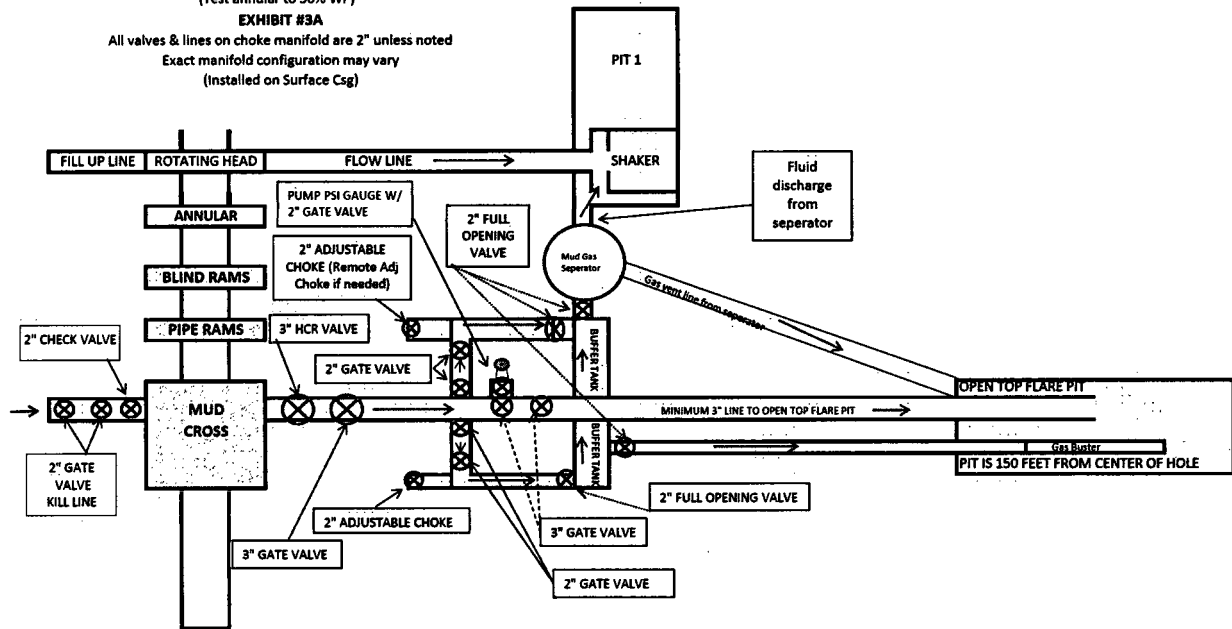 (Test annular to 50% WP)
EXHIBIT #3A
All valves & lines on choke manifold are 2" unless noted
Exact manifold configuration may vary
(Installed on Surface Csg)
PIT 1
FILL UP LINE
ROTATING HEAD
FLOW LINE
SHAKER
Fluid
discharge
from
seperator
ANNULAR
PUMP PSI GAUGE W/
2" GATE VALVE
2" FULL
OPENING
VALVE
2" ADJUSTABLE
CHOKE (Remote Adj
Choke if needed)
Mud Gas
Seperator
Gas vent line from seperator
BLIND RAMS
PIPE RAMS
3" HCR VALVE
2" CHECK VALVE
2" GATE VALVE
BUFFER TANK
OPEN TOP FLARE PIT
MUD
CROSS
MINIMUM 3" LINE TO OPEN TOP FLARE PIT
BUFFER TANK
Gas Buster
PIT IS 150 FEET FROM CENTER OF HOLE
2" GATE
VALVE
KILL LINE
2" FULL OPENING VALVE
2" ADJUSTABLE CHOKE
3" GATE VALVE
3" GATE VALVE
2" GATE VALVE